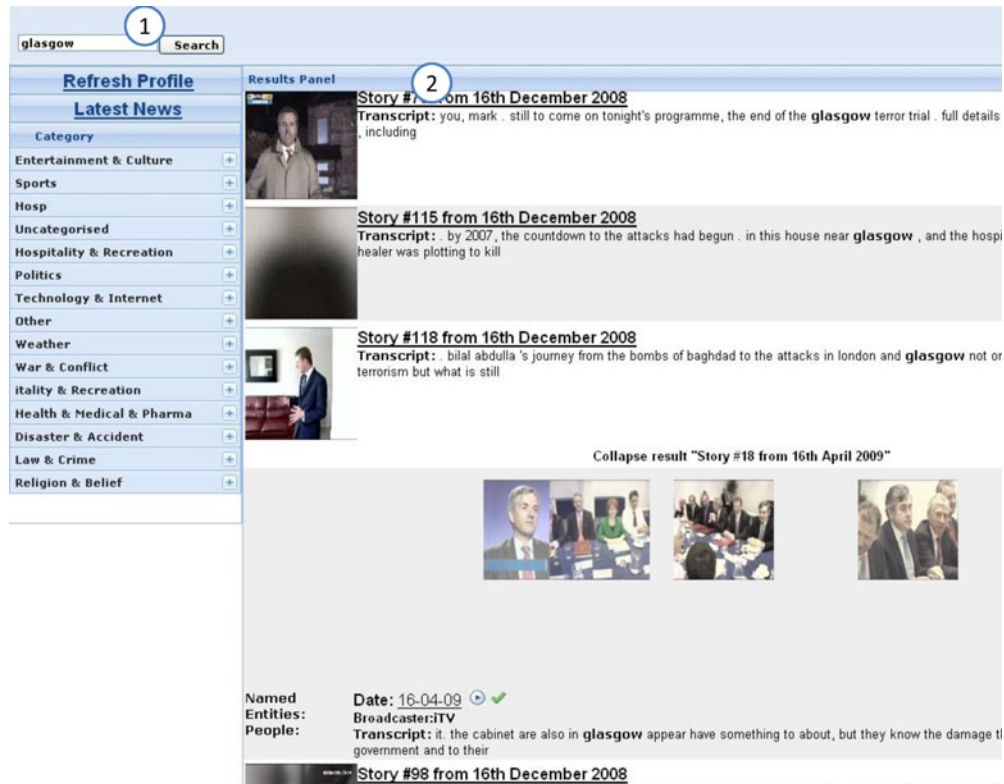 1
glasgow
Search
Refresh Profile
Latest News
Category
Entertainment & Culture
Sports
Hosp
Uncategorised
Hospitality & Recreation
Politics
Technology & Internet
Other
Weather
War & Conflict
itality & Recreation
Health & Medical & Pharma
Disaster & Accident
Law & Crime
Religion & Belief
Results Panel
2
Story from 16th December 2008
Transcript: you, mark . still to come on tonight's programme, the end of the glasgow terror trial . full details
, including
Story #115 from 16th December 2008
Transcript: . by 2007, the countdown to the attacks had begun . in this house near glasgow , and the hospi
healer was plotting to kill
Story #118 from 16th December 2008
Transcript: . bilal abdulla 's journey from the bombs of baghdad to the attacks in london and glasgow not or
terrorism but what is still
Collapse result "Story #18 from 16th April 2009"
Named
Entities:
People:
Date: 16-04-09
Broadcaster:iTV
Transcript: it. the cabinet are also in glasgow appear have something to about, but they know the damage
government and to their
Story #98 from 16th December 2008